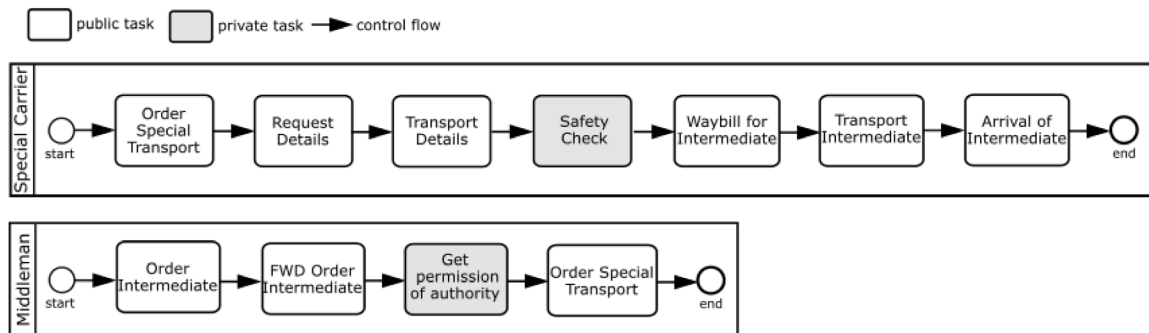 public task
private task
control flow
Special Carrier
start
Order
Special
Transport
Request
Details
Transport
Details
Safety
Check
Waybill for
Intermediate
Transport
Intermediate
Arrival of
Intermediate
end
Middleman
start
Order
Intermediate
FWD Order
Intermediate
Get
permission
of authority
Order Special
Transport
end